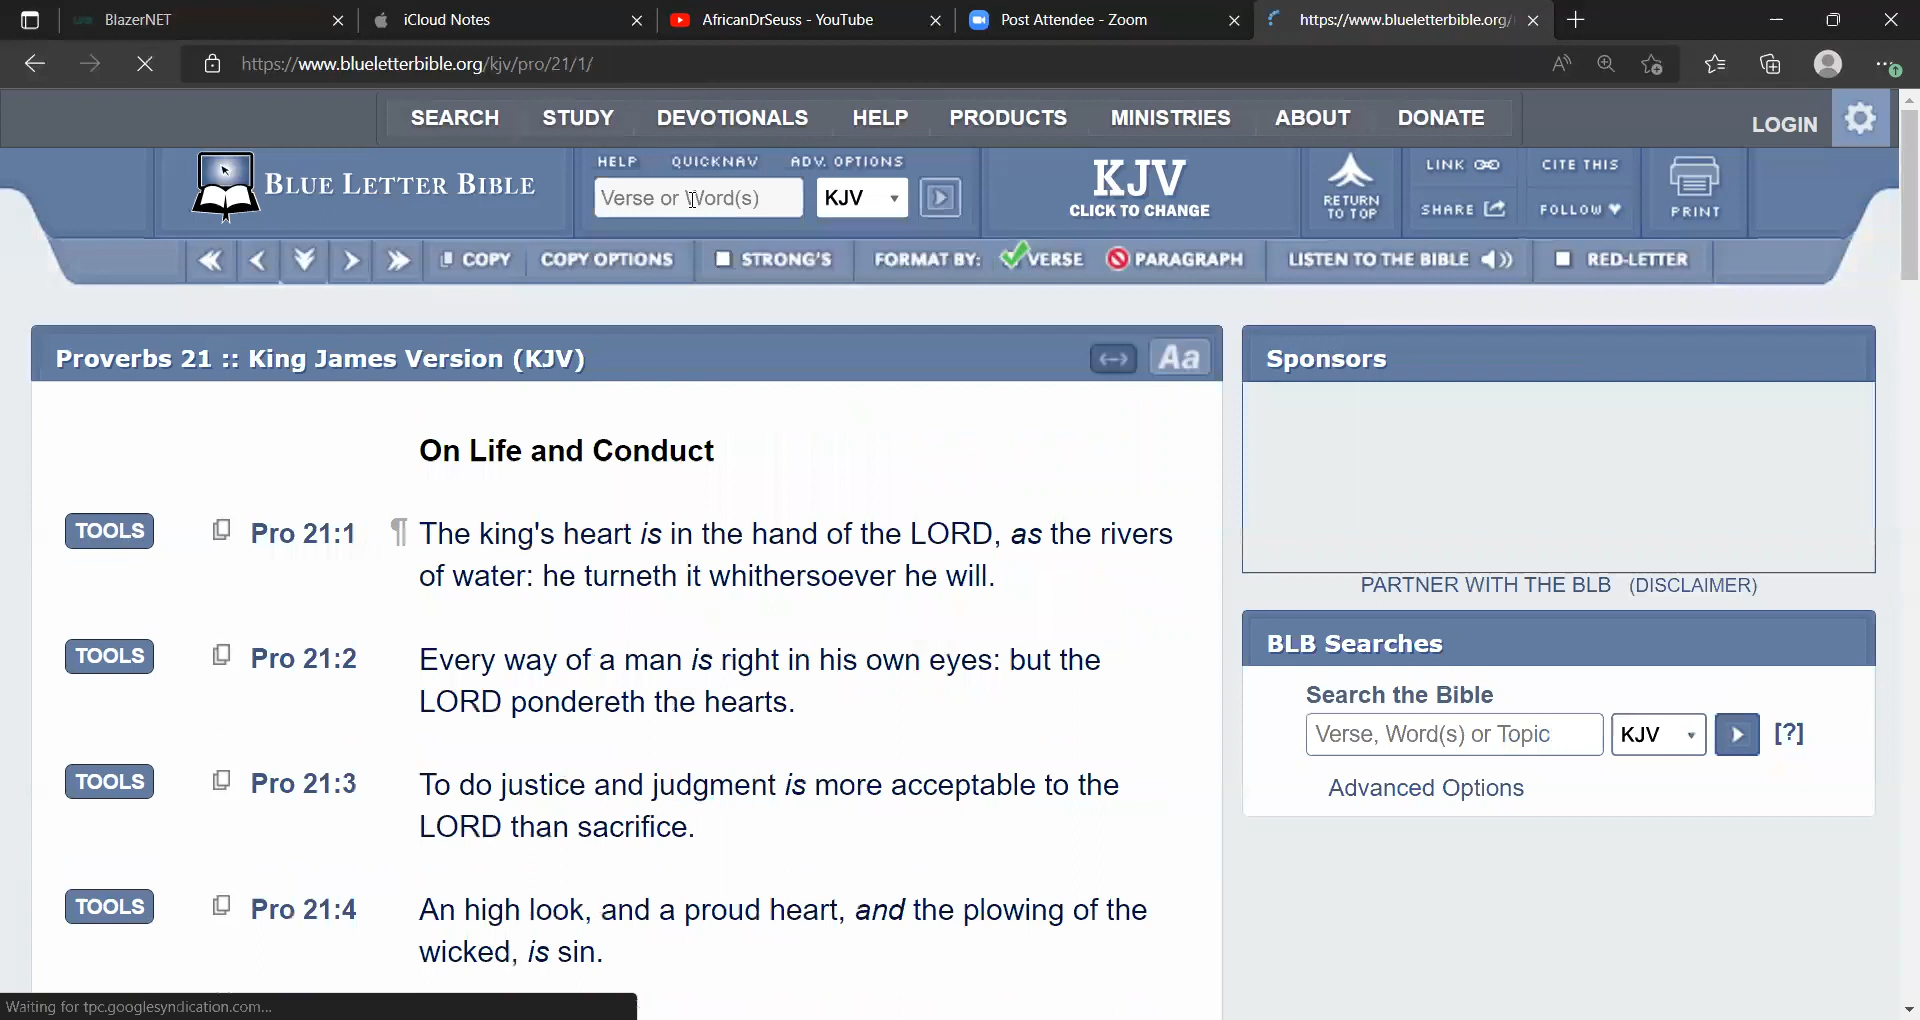 BlazerNET
iCloud Notes
AfricanDrSeuss - YouTube
Post Attendee - Zoom
https://www.blueletterbible.org/
https://www.blueletterbible.org/kjv/pro/21/1/
SEARCH STUDY DEVOTIONALS HELP PRODUCTS MINISTRIES ABOUT DONATE
LOGIN
BLUE LETTER BIBLE
HELP QUICKNAV ADV. OPTIONS
Verse or Word(s) KJV
KJV
CLICK TO CHANGE
RETURN
TO TOP
LINK CITE THIS
SHARE FOLLOW
PRINT
COPY COPY OPTIONS STRONG'S FORMAT BY: VERSE PARAGRAPH LISTEN TO THE BIBLE RED-LETTER
Proverbs 21 :: King James Version (KJV)
Aa
On Life and Conduct
TOOLS Pro 21:1 ¶ The king's heart is in the hand of the LORD, as the rivers
of water: he turneth it whithersoever he will.
TOOLS Pro 21:2 Every way of a man is right in his own eyes: but the
LORD pondereth the hearts.
TOOLS Pro 21:3 To do justice and judgment is more acceptable to the
LORD than sacrifice.
TOOLS Pro 21:4 An high look, and a proud heart, and the plowing of the
wicked, is sin.
Sponsors
PARTNER WITH THE BLB (DISCLAIMER)
BLB Searches
Search the Bible
Verse, Word(s) or Topic KJV [?]
Advanced Options
Waiting for tpc.googlesyndication.com...